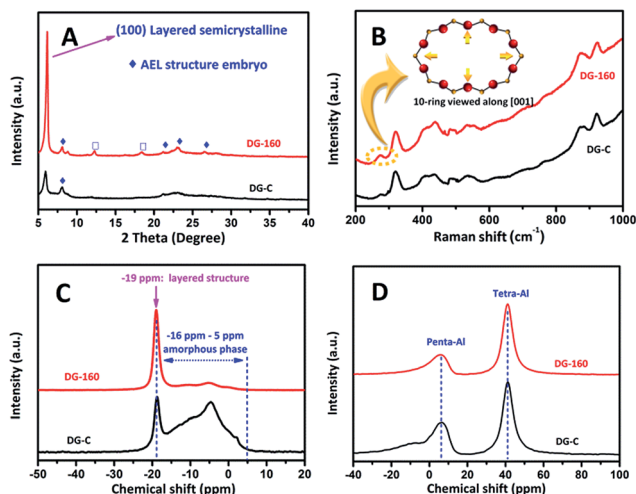 A
(100) Layered semicrystalline
◆ AEL structure embryo
DG-160
DG-C
Intensity (a.u.)
5 10 15 20 25 30 35 40
2 Theta (Degree)
B
10-ring viewed along [001]
DG-160
DG-C
Intensity (a.u.)
200 400 600 800 1000
Raman shift (cm-1)
C
-19 ppm: layered structure
-16 ppm - 5 ppm
amorphous phase
DG-160
DG-C
Intensity (a.u.)
-50 -40 -30 -20 -10 0 10 20
Chemical shift (ppm)
D
Tetra-Al
Penta-Al
DG-160
DG-C
Intensity (a.u.)
-40 -20 0 20 40 60 80 100
Chemical shift (ppm)